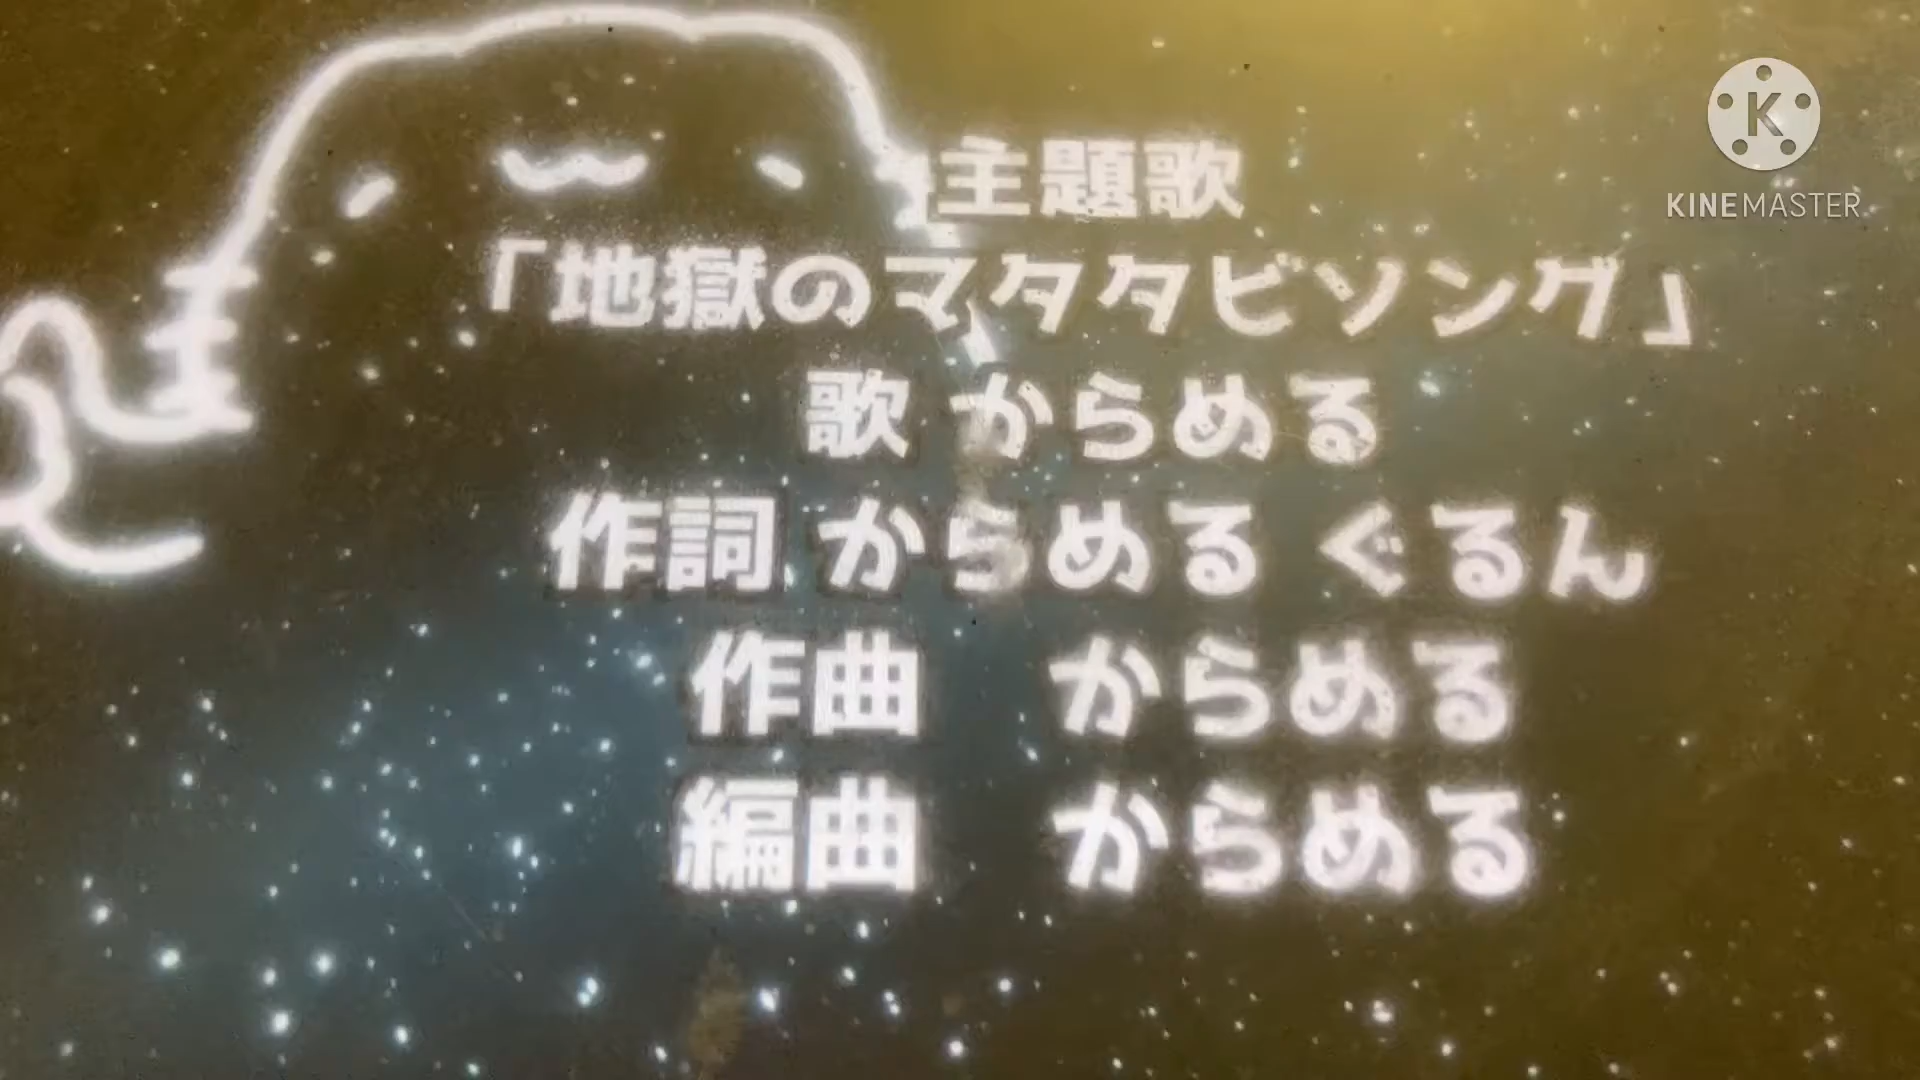 主題歌
「地獄のマタタビソング」
歌 からめる
作詞 からめる ぐるん
作曲 からめる
編曲 からめる
K
KINEMASTER